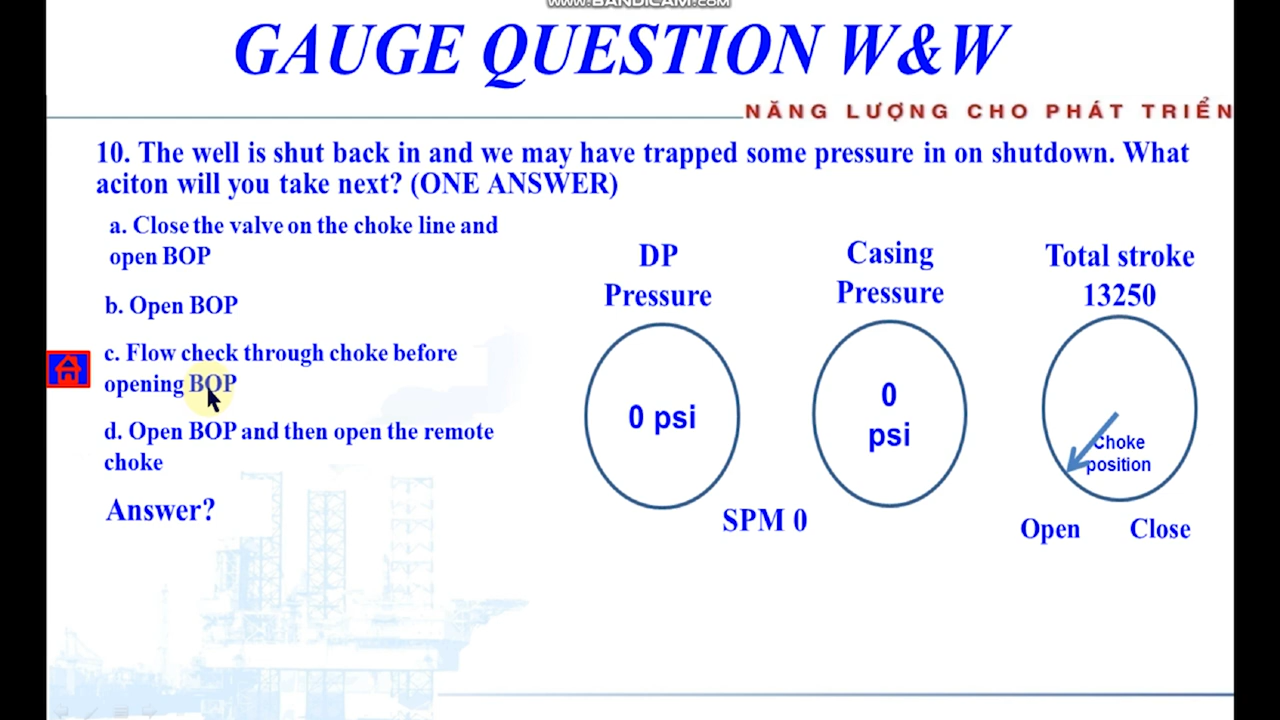 www.BANDICAM.com
GAUGE QUESTION W&W
NĂNG LƯỢNG CHO PHÁT TRIỂN
10. The well is shut back in and we may have trapped some pressure in on shutdown. What
aciton will you take next? (ONE ANSWER)
a. Close the valve on the choke line and
open BOP
b. Open BOP
c. Flow check through choke before
opening BOP
d. Open BOP and then open the remote
choke
Answer?
DP
Pressure
0 psi
Casing
Pressure
0
psi
SPM 0
Total stroke
13250
Choke
position
Open Close